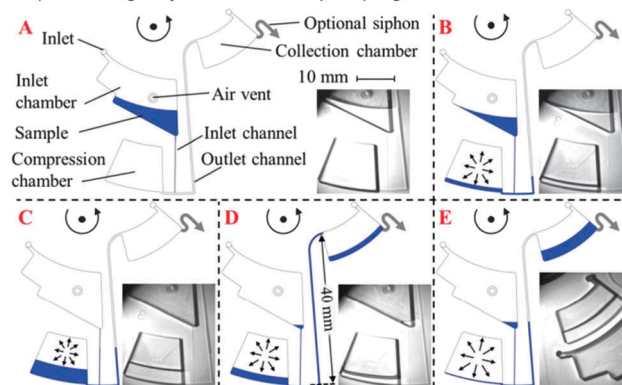 A
Inlet
Optional siphon
Collection chamber
10 mm
Inlet
chamber
Air vent
Sample
Inlet channel
Compression
chamber
Outlet channel
B
C
D
40 mm
E